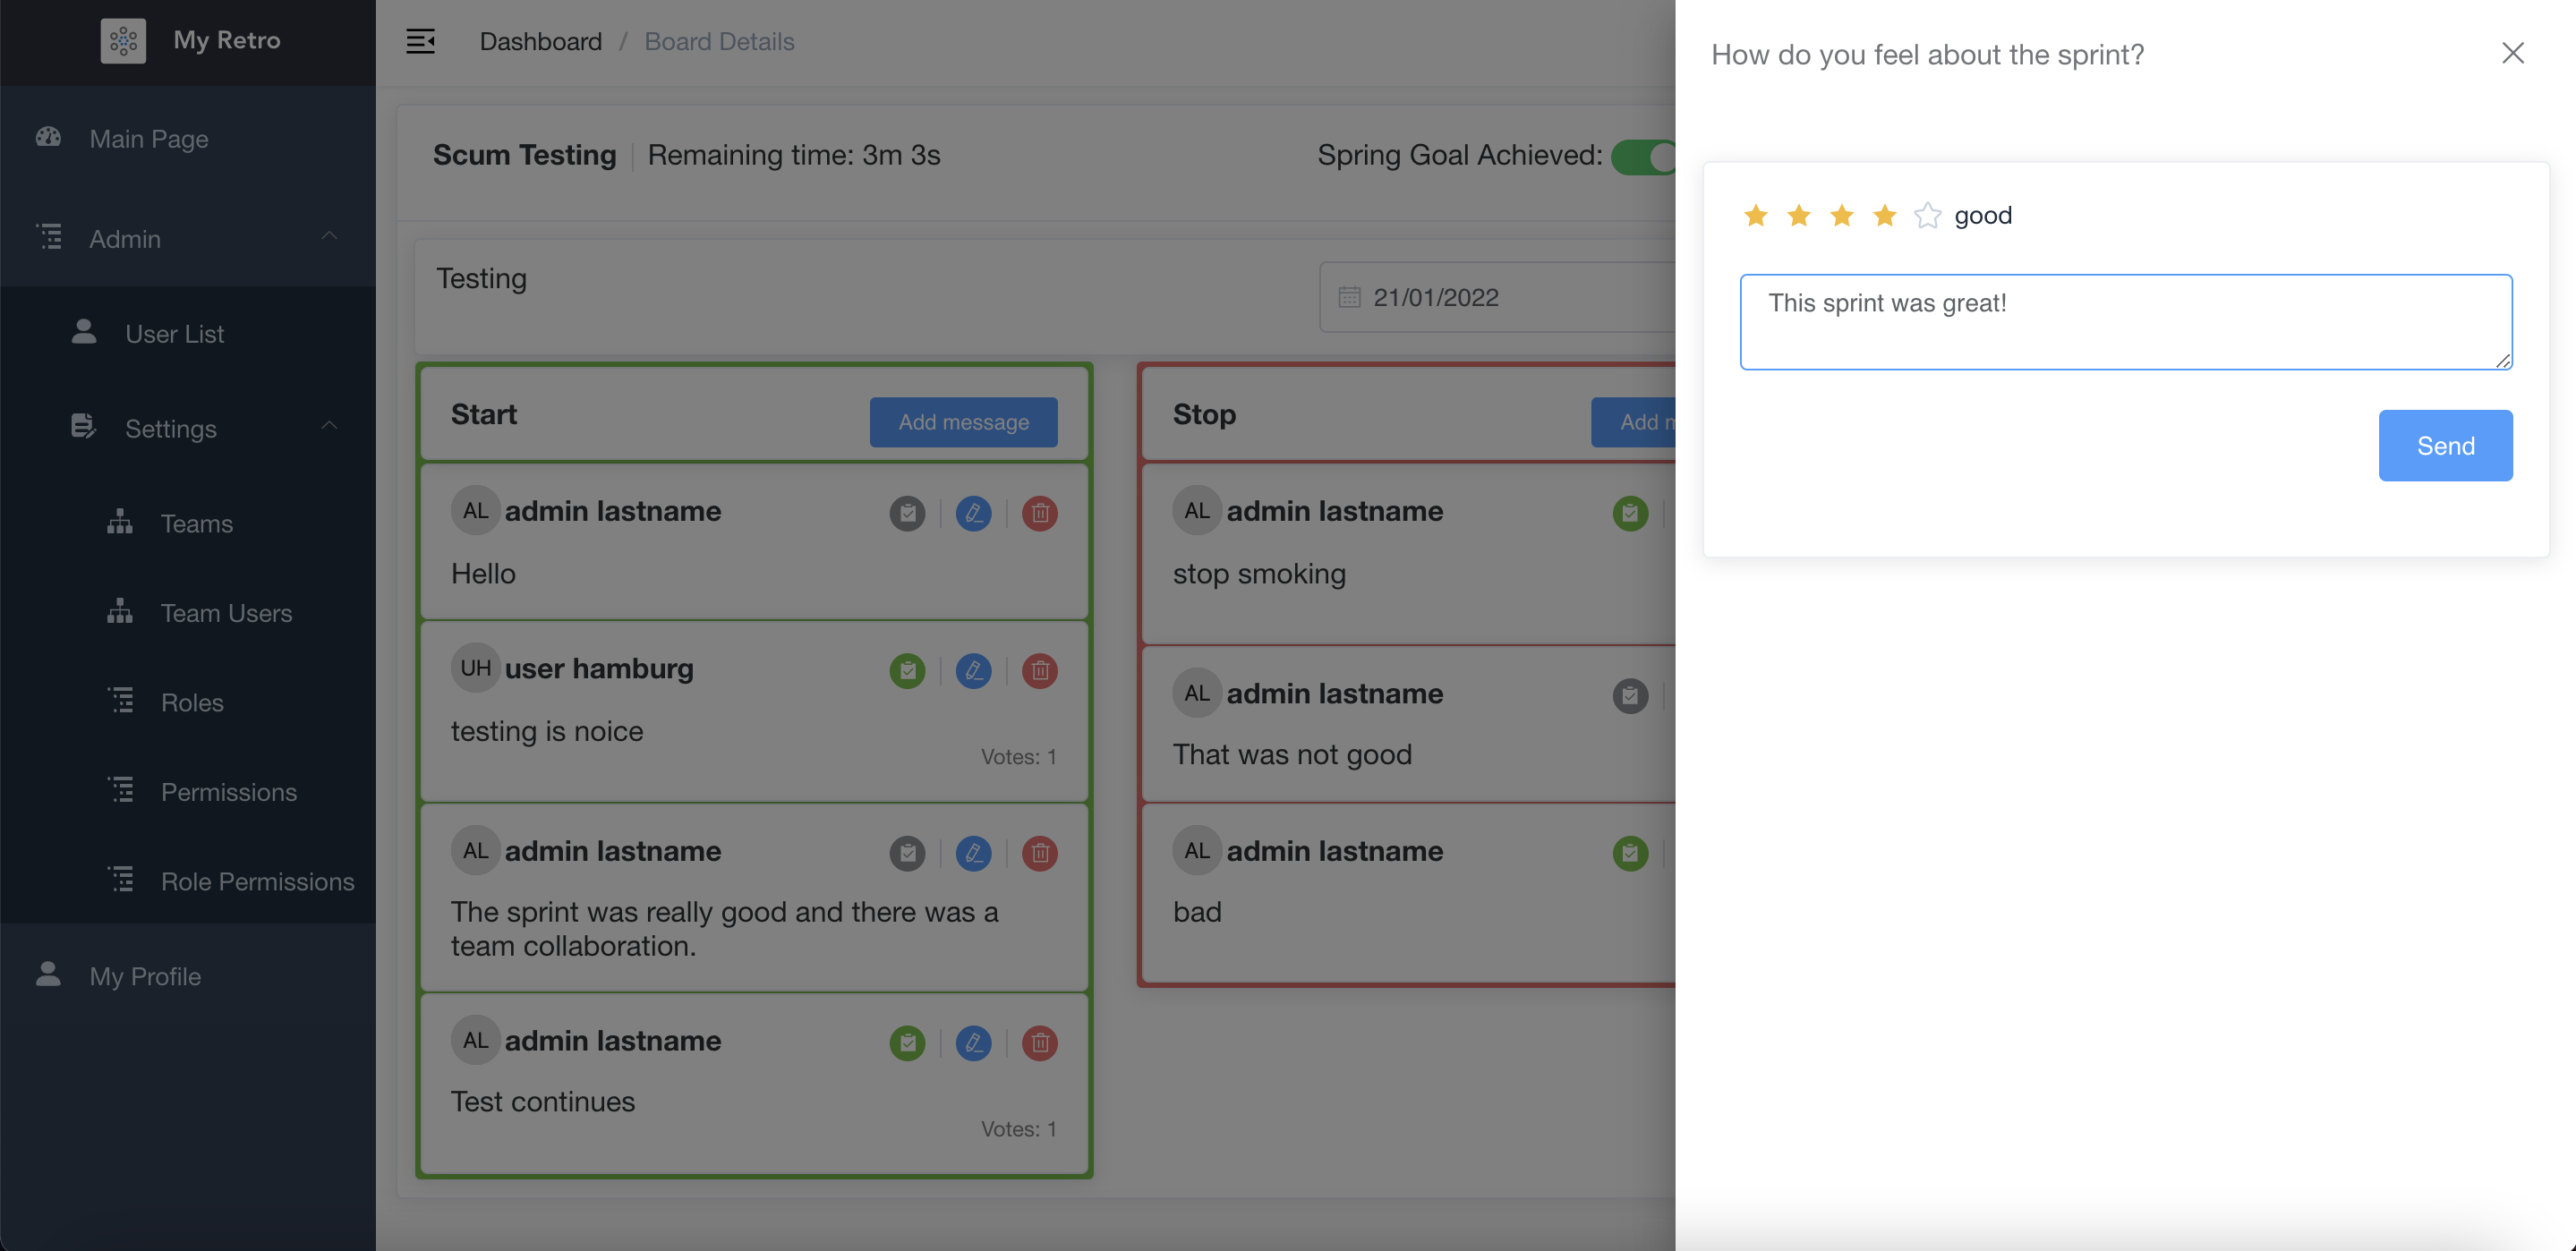 My Retro
Main Page
Admin
User List
Settings
Teams
Team Users
Roles
Permissions
Role Permissions
My Profile
Dashboard / Board Details
Scum Testing Remaining time: 3m 3s
Spring Goal Achieved:
Testing
21/01/2022
Start
Add message
AL admin lastname
Hello
UH user hamburg
testing is noice
Votes: 1
AL admin lastname
The sprint was really good and there was a
team collaboration.
AL admin lastname
Test continues
Votes: 1
Stop
Add m
AL admin lastname
stop smoking
AL admin lastname
That was not good
AL admin lastname
bad
How do you feel about the sprint?
good
This sprint was great!
Send